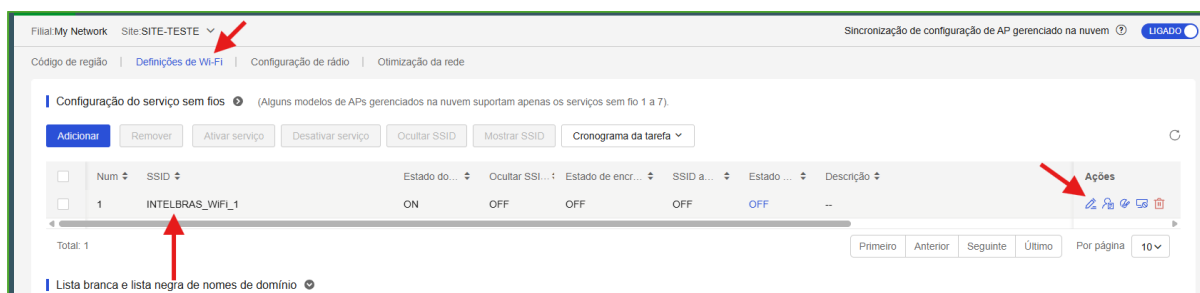 Filial:My Network Site:SITE-TESTE Sincronização de configuração de AP gerenciado na nuvem LIGADO
Código de região | Definições de Wi-Fi | Configuração de rádio | Otimização da rede
Configuração do serviço sem fios (Alguns modelos de APs gerenciados na nuvem suportam apenas os serviços sem fio 1 a 7).
Adicionar Remover Ativar serviço Desativar serviço Ocultar SSID Mostrar SSID Cronograma da tarefa
Num SSID Estado do... Ocultar SSI... Estado de encr... SSID a... Estado ... Descrição Ações
1 INTELBRAS_WiFi_1 ON OFF OFF OFF OFF --
Total: 1 Primeiro Anterior Seguinte Último Por página 10
Lista branca e lista negra de nomes de domínio